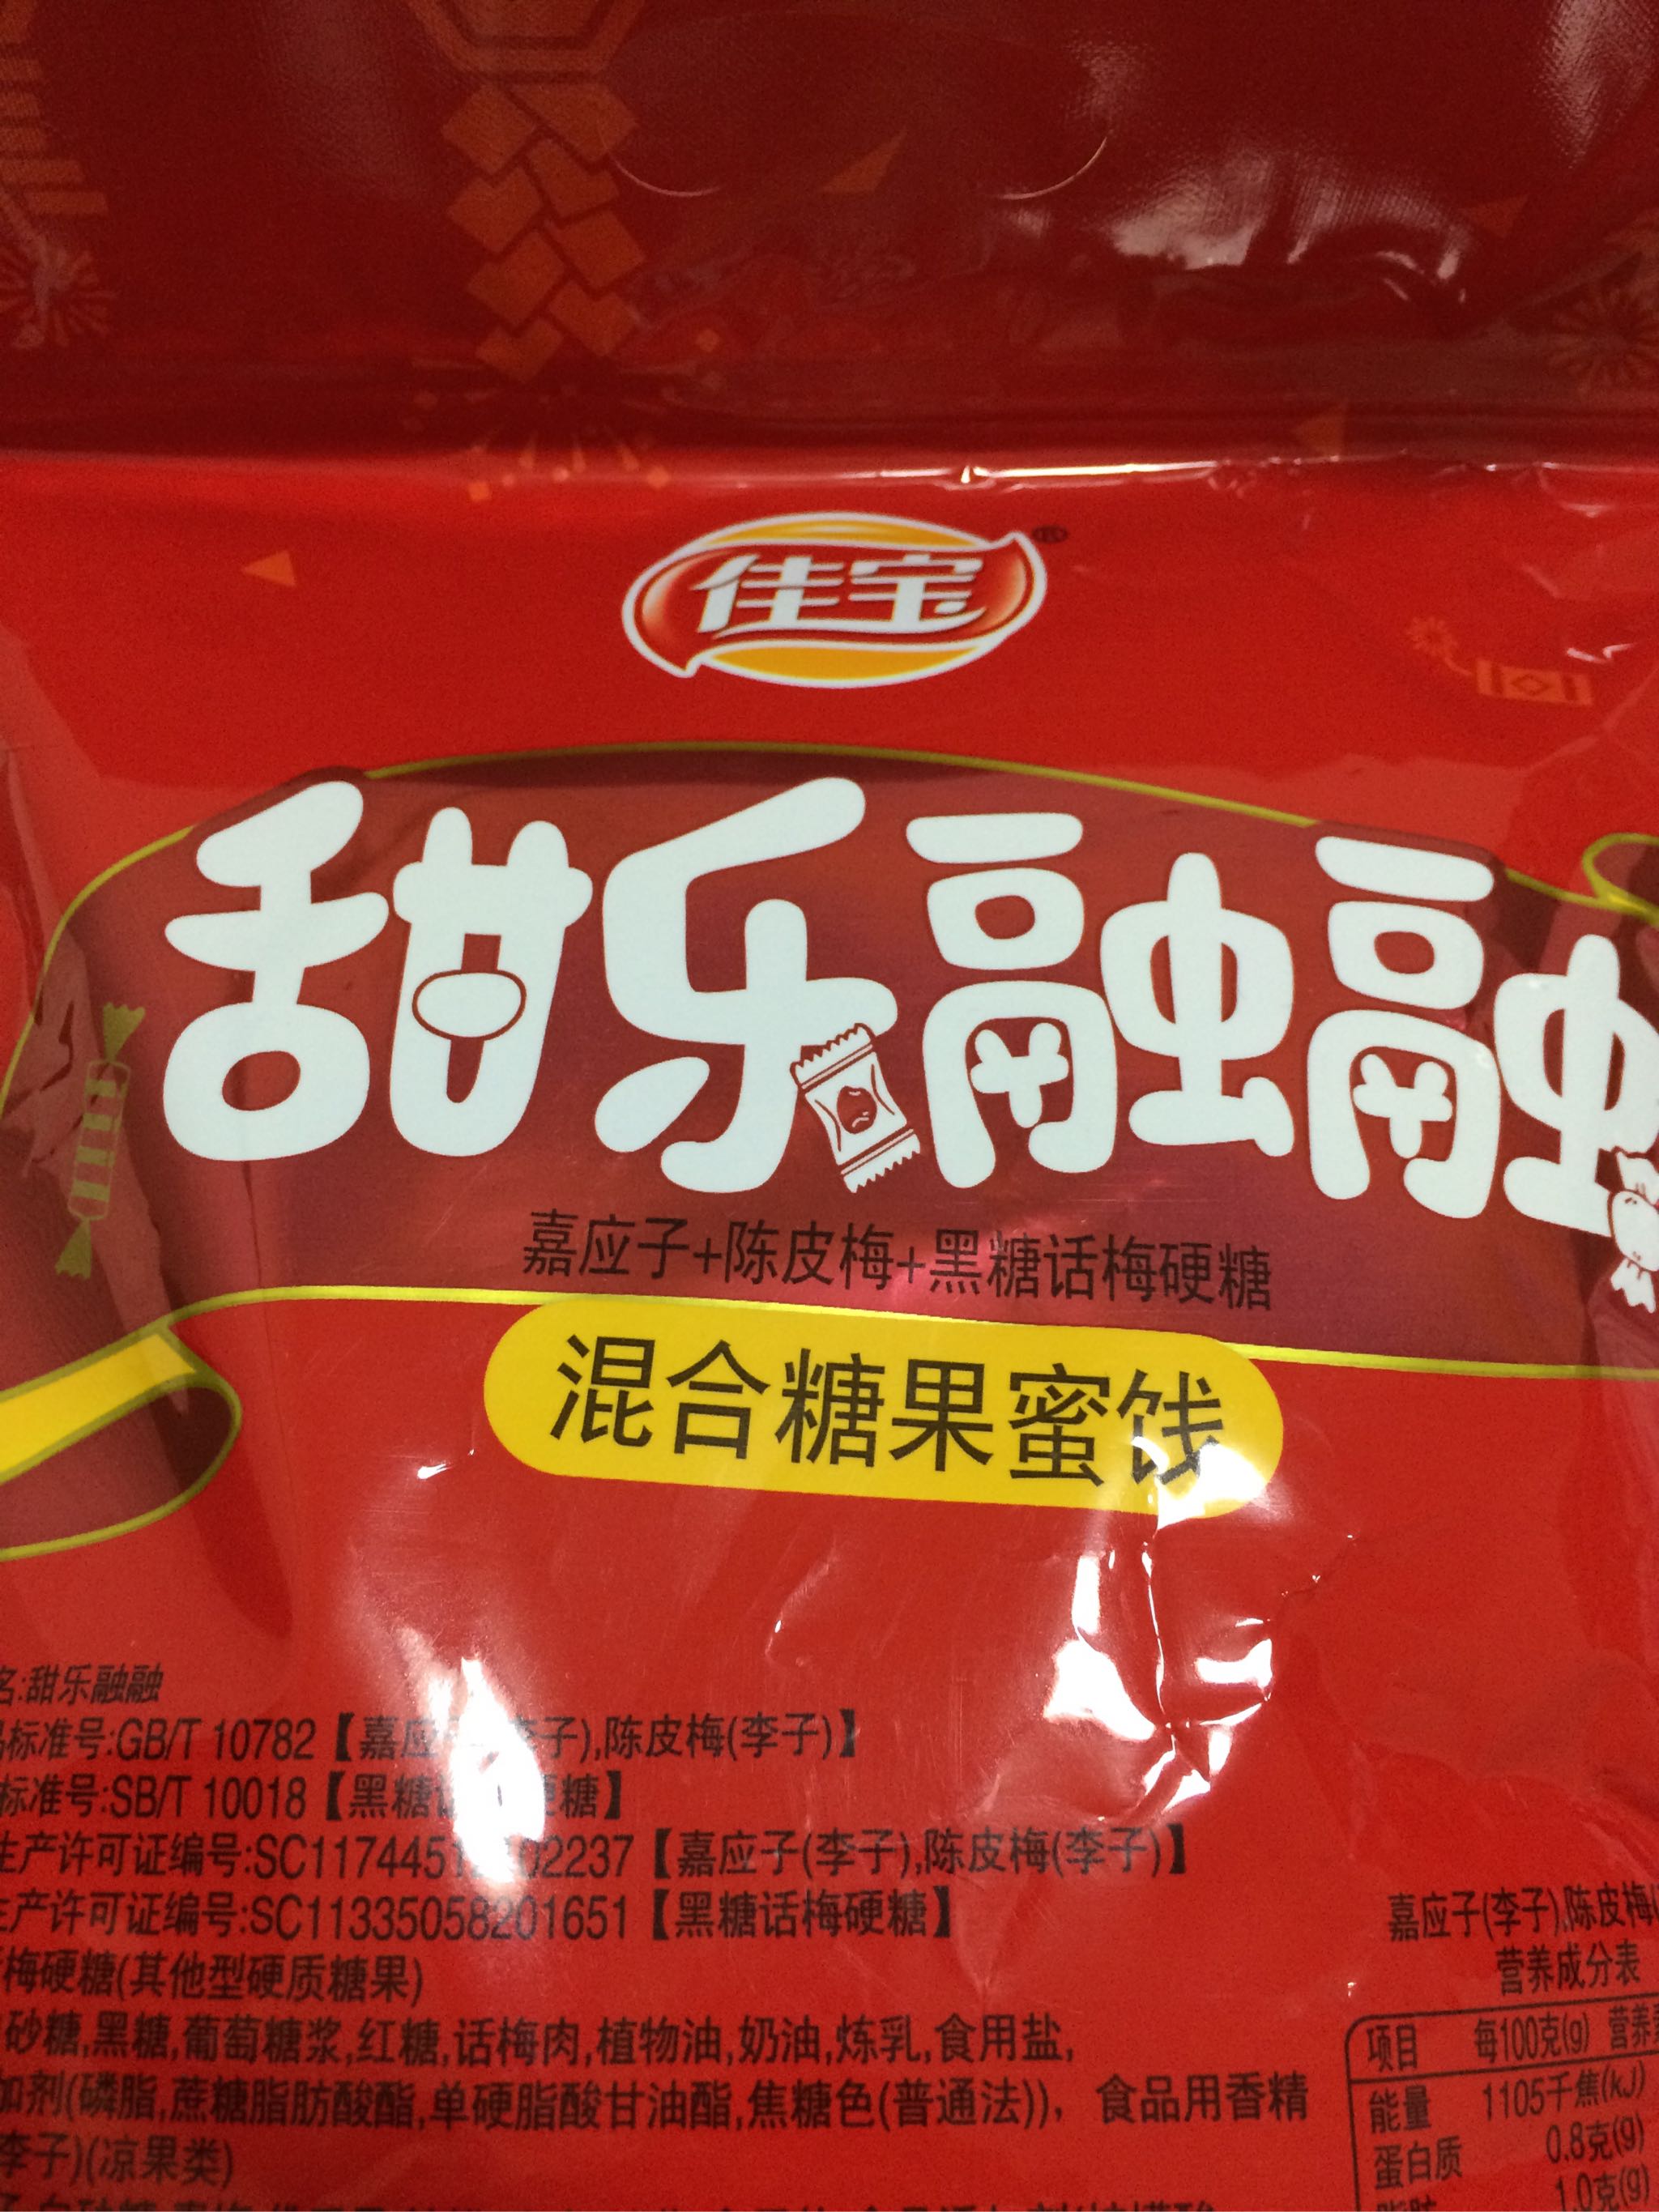 佳宝®
甜乐融融
嘉应子+陈皮梅+黑糖话梅硬糖
混合糖果蜜饯
名:甜乐融融
标准号:GB/T 10782【嘉应 子),陈皮梅(李子)】
标准号:SB/T 10018【黑糖 硬糖】
生产许可证编号:SC1174451 02237【嘉应子(李子),陈皮梅(李子)】
生产许可证编号:SC11335058201651【黑糖话梅硬糖】
梅硬糖(其他型硬质糖果)
砂糖,黑糖,葡萄糖浆,红糖,话梅肉,植物油,奶油,炼乳,食用盐,
加剂(磷脂,蔗糖脂肪酸酯,单硬脂酸甘油酯,焦糖色(普通法)),食品用香精
李子)(凉果类)
嘉应子(李子),陈皮梅(
营养成分表
项目 每100克(g) 营养
能量 1105千焦(kJ)
蛋白质 0.8克(g)
1.0克(g)